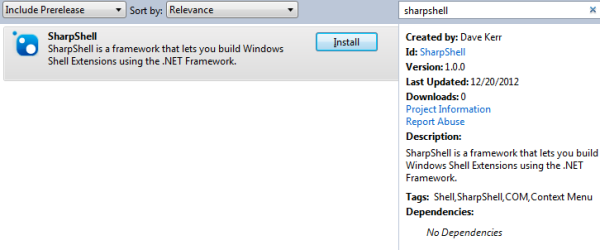 Include Prerelease Sort by: Relevance sharpshell
SharpShell
SharpShell is a framework that lets you build Windows
Shell Extensions using the .NET Framework.
Install
Created by: Dave Kerr
Id: SharpShell
Version: 1.0.0
Last Updated: 12/20/2012
Downloads: 0
Project Information
Report Abuse
Description:
SharpShell is a framework that lets you build
Windows Shell Extensions using the .NET
Framework.
Tags: Shell,SharpShell,COM,Context Menu
Dependencies:
No Dependencies